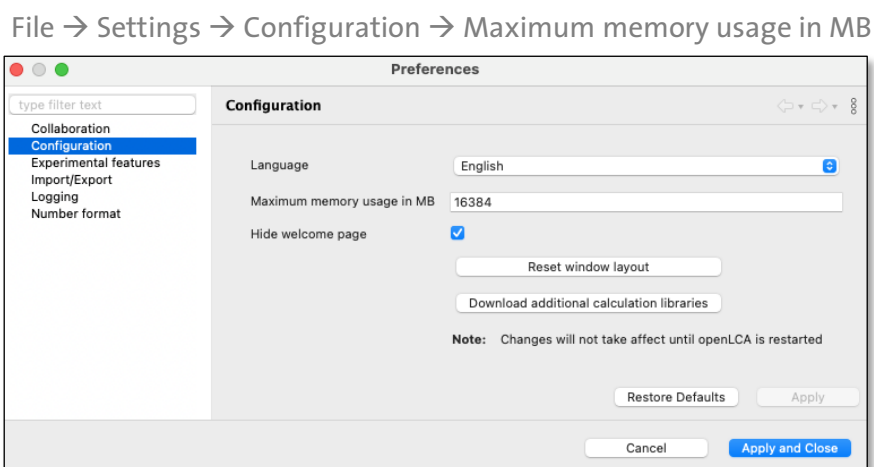 File → Settings → Configuration → Maximum memory usage in MB
Preferences
type filter text
Collaboration
Configuration
Experimental features
Import/Export
Logging
Number format
Configuration
Language
English
Maximum memory usage in MB
16384
Hide welcome page
Reset window layout
Download additional calculation libraries
Note: Changes will not take affect until openLCA is restarted
Restore Defaults
Apply
Cancel
Apply and Close